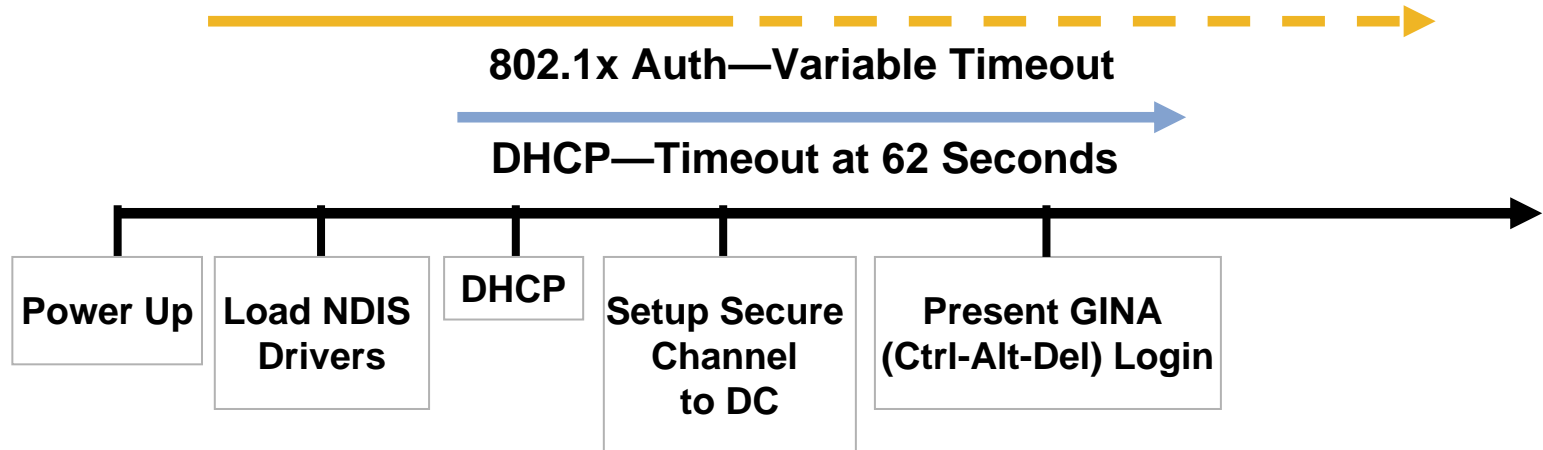 802.1x Auth—Variable Timeout
DHCP—Timeout at 62 Seconds
Power Up
Load NDIS
Drivers
DHCP
Setup Secure
Channel
to DC
Present GINA
(Ctrl-Alt-Del) Login